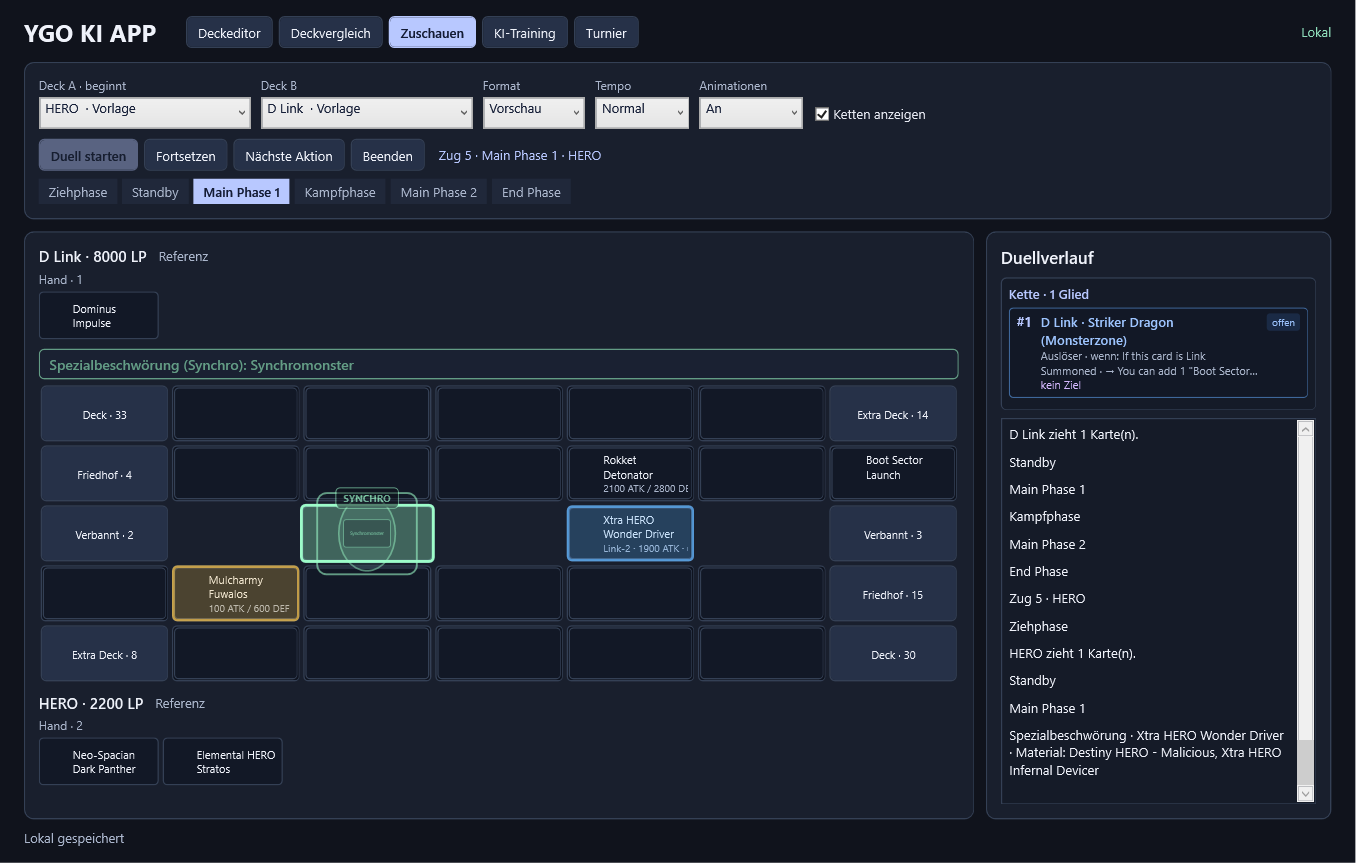 YGO KI APP
Deckeditor
Deckvergleich
Zuschauen
KI-Training
Turnier
Lokal
Deck A · beginnt
Deck B
Format
Tempo
Animationen
HERO · Vorlage
D Link · Vorlage
Vorschau
Normal
An
Ketten anzeigen
Duell starten
Fortsetzen
Nächste Aktion
Beenden
Zug 5 · Main Phase 1 · HERO
Ziehphase
Standby
Main Phase 1
Kampfphase
Main Phase 2
End Phase
D Link · 8000 LP
Referenz
Hand · 1
Dominus
Impulse
Spezialbeschwörung (Synchro): Synchromonster
Deck · 33
Extra Deck · 14
Friedhof · 4
Rokket
Detonator
2100 ATK / 2800 DE
Boot Sector
Launch
Verbannt · 2
SYNCHRO
Synchromonster
Xtra HERO
Wonder Driver
Link-2 · 1900 ATK ·
Verbannt · 3
Mulcharmy
Fuwalos
100 ATK / 600 DEF
Friedhof · 15
Extra Deck · 8
Deck · 30
HERO · 2200 LP
Referenz
Hand · 2
Neo-Spacian
Dark Panther
Elemental HERO
Stratos
Duellverlauf
Kette · 1 Glied
#1 D Link · Striker Dragon
(Monsterzone)
offen
Auslöser · wenn: If this card is Link
Summoned · → You can add 1 "Boot Sector...
kein Ziel
D Link zieht 1 Karte(n).
Standby
Main Phase 1
Kampfphase
Main Phase 2
End Phase
Zug 5 · HERO
Ziehphase
HERO zieht 1 Karte(n).
Standby
Main Phase 1
Spezialbeschwörung · Xtra HERO Wonder Driver
· Material: Destiny HERO - Malicious, Xtra HERO
Infernal Devicer
Lokal gespeichert